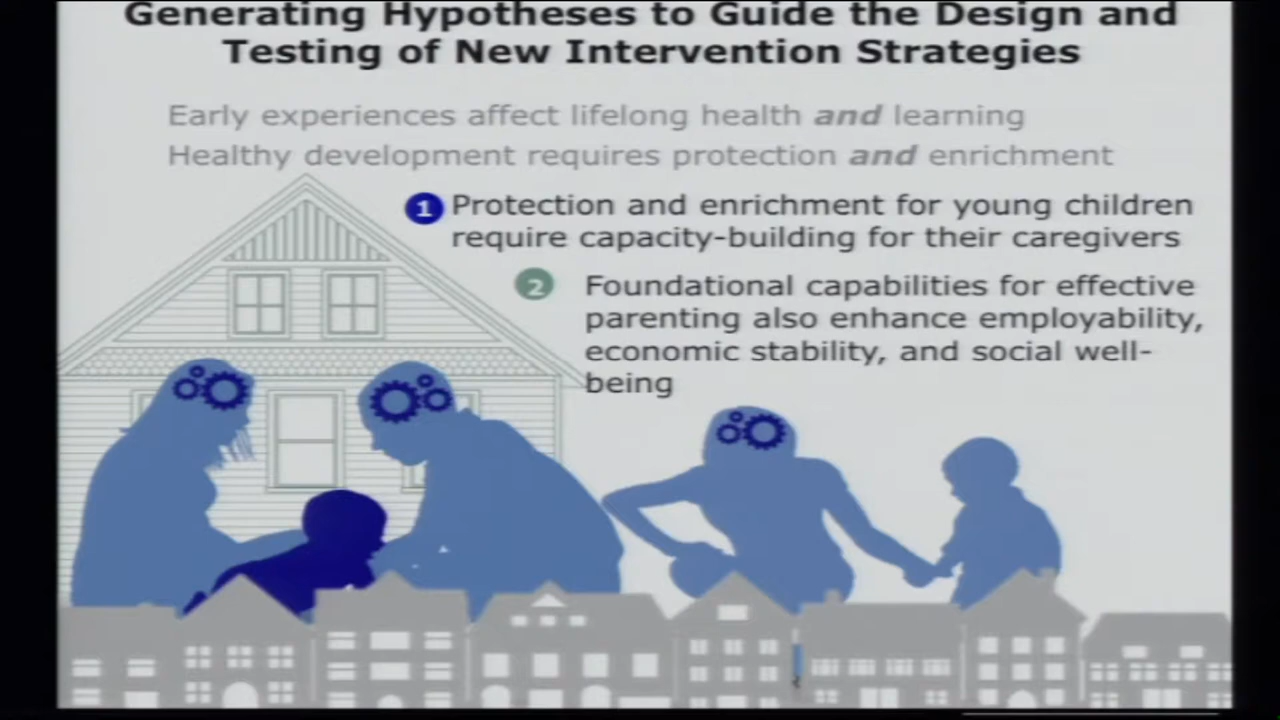 Generating Hypotheses to Guide the Design and
Testing of New Intervention Strategies
Early experiences affect lifelong health and learning
Healthy development requires protection and enrichment
1 Protection and enrichment for young children
require capacity-building for their caregivers
2 Foundational capabilities for effective
parenting also enhance employability,
economic stability, and social well-
being